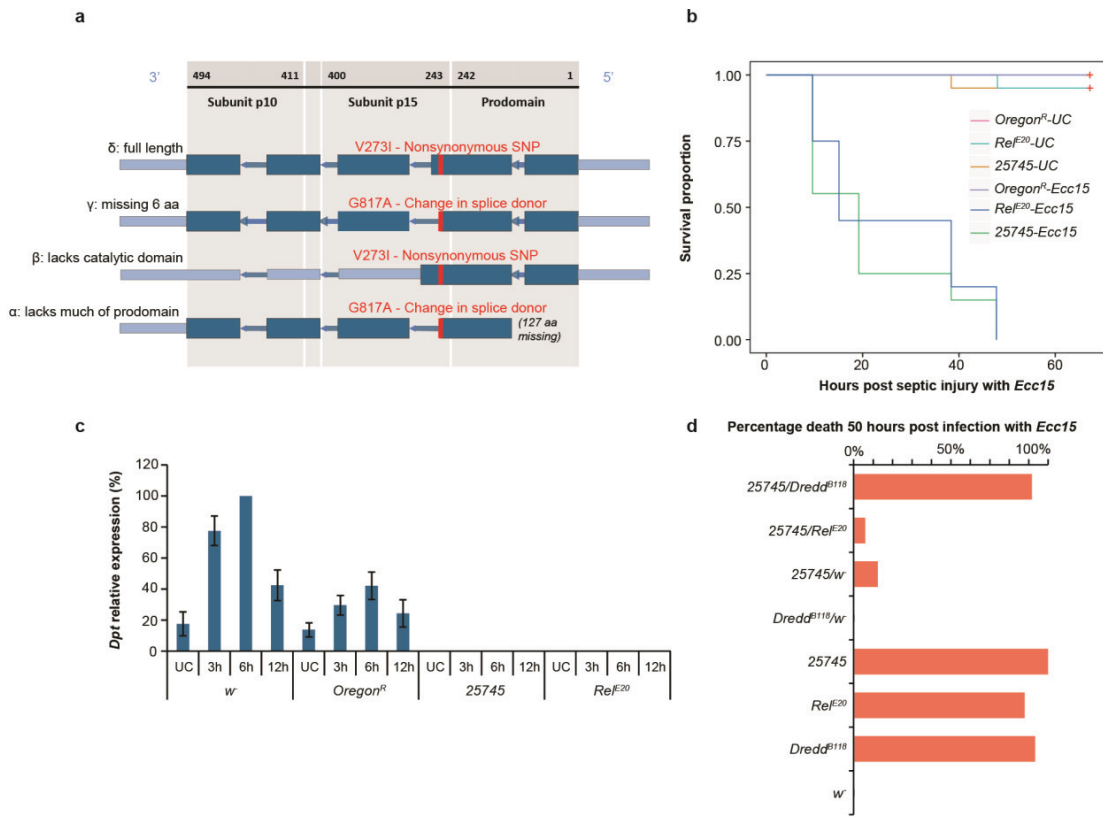 a
3’
494
411
400
243
242
1
5’
Subunit p10
Subunit p15
Prodomain
δ: full length
V273I - Nonsynonymous SNP
γ: missing 6 aa
G817A - Change in splice donor
β: lacks catalytic domain
V273I - Nonsynonymous SNP
α: lacks much of prodomain
G817A - Change in splice donor
(127 aa
missing)
b
Survival proportion
1.00
0.75
0.50
0.25
0.00
0
20
40
60
Hours post septic injury with Ecc15
OregonR-UC
RelE20-UC
25745-UC
OregonR-Ecc15
RelE20-Ecc15
25745-Ecc15
c
Dpt relative expression (%)
120
100
80
60
40
20
0
UC 3h 6h 12h UC 3h 6h 12h UC 3h 6h 12h UC 3h 6h 12h
w- OregonR 25745 RelE20
d
Percentage death 50 hours post infection with Ecc15
0% 50% 100%
25745/DreddB118
25745/RelE20
25745/w-
DreddB118/w-
25745
RelE20
DreddB118
w-